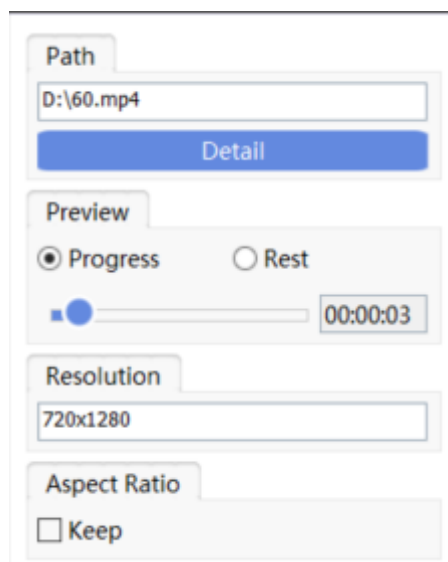 Path
D:\60.mp4
Detail
Preview
Progress Rest
00:00:03
Resolution
720x1280
Aspect Ratio
Keep